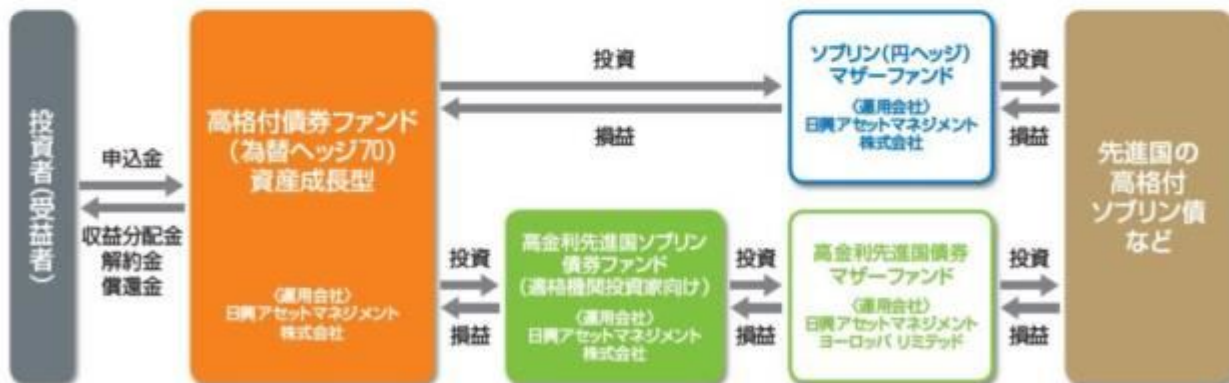 投資者(受益者)
申込金
収益分配金
解約金
償還金
高格付債券ファンド
(為替ヘッジ70)
資産成長型
〈運用会社〉
日興アセットマネジメント
株式会社
投資
損益
投資
損益
高金利先進国ソブリン
債券ファンド
(適格機関投資家向け)
〈運用会社〉
日興アセットマネジメント
株式会社
投資
損益
ソブリン(円ヘッジ)
マザーファンド
〈運用会社〉
日興アセットマネジメント
株式会社
投資
損益
高金利先進国債券
マザーファンド
〈運用会社〉
日興アセットマネジメント
ヨーロッパ リミテッド
投資
損益
先進国の
高格付
ソブリン債
など